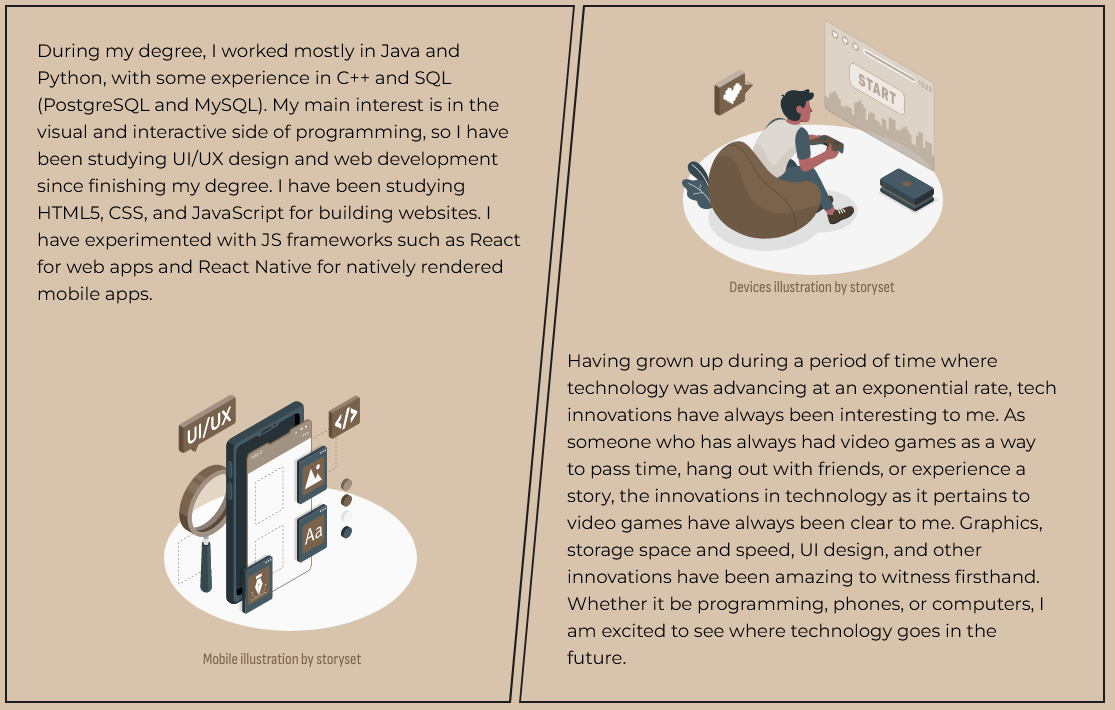 During my degree, I worked mostly in Java and
Python, with some experience in C++ and SQL
(PostgreSQL and MySQL). My main interest is in the
visual and interactive side of programming, so I have
been studying UI/UX design and web development
since finishing my degree. I have been studying
HTML5, CSS, and JavaScript for building websites. I
have experimented with JS frameworks such as React
for web apps and React Native for natively rendered
mobile apps.
UI/UX
</>
Aa
Mobile illustration by storyset
START
Devices illustration by storyset
Having grown up during a period of time where
technology was advancing at an exponential rate, tech
innovations have always been interesting to me. As
someone who has always had video games as a way
to pass time, hang out with friends, or experience a
story, the innovations in technology as it pertains to
video games have always been clear to me. Graphics,
storage space and speed, UI design, and other
innovations have been amazing to witness firsthand.
Whether it be programming, phones, or computers, I
am excited to see where technology goes in the
future.